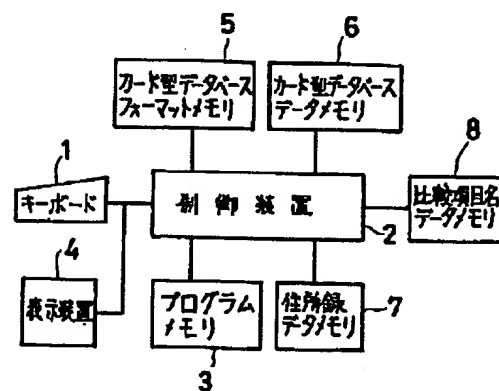 5
6
カード型データベース
フォーマットメモリ
カード型データベース
データメモリ
8
1
キーボード
制御装置
2
比較項目名
データメモリ
4
表示装置
プログラム
メモリ
3
住所録
データメモリ
7